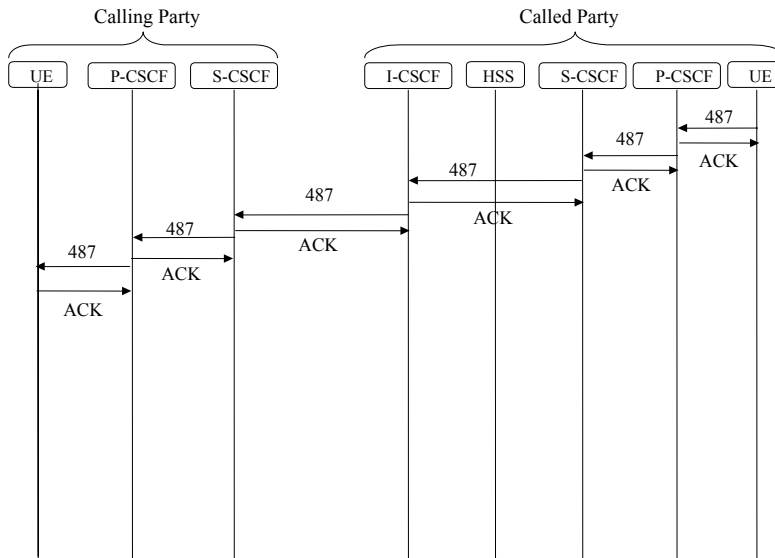 Calling Party
Called Party
UE
P-CSCF
S-CSCF
I-CSCF
HSS
S-CSCF
P-CSCF
UE
487
ACK
487
ACK
487
ACK
487
ACK
487
ACK
487
ACK